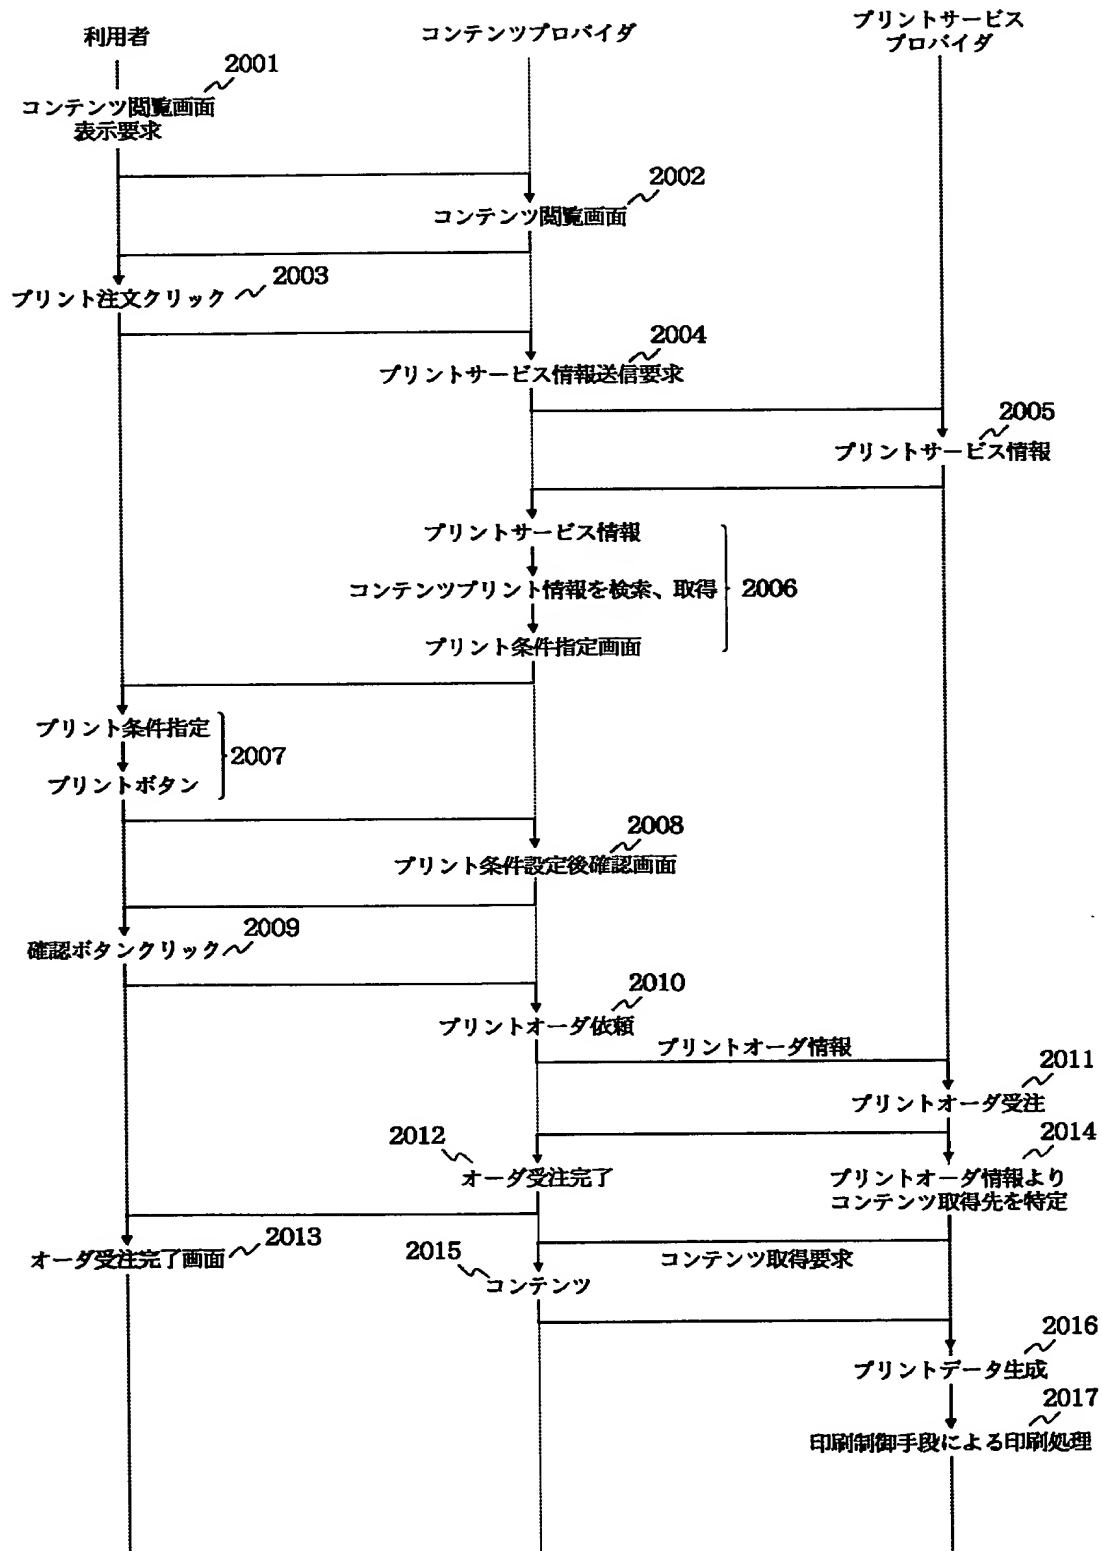 利用者
コンテンツプロバイダ
プリントサービス
プロバイダ
2001
コンテンツ閲覧画面
表示要求
2002
コンテンツ閲覧画面
2003
プリント注文クリック
2004
プリントサービス情報送信要求
2005
プリントサービス情報
プリントサービス情報
コンテンツプリント情報を検索、取得
2006
プリント条件指定画面
プリント条件指定
2007
プリントボタン
2008
プリント条件設定後確認画面
2009
確認ボタンクリック
2010
プリントオーダ依頼
プリントオーダ情報
2011
プリントオーダ受注
2012
オーダ受注完了
2014
プリントオーダ情報より
コンテンツ取得先を特定
2013
オーダ受注完了画面
コンテンツ取得要求
2015
コンテンツ
2016
プリントデータ生成
2017
印刷制御手段による印刷処理